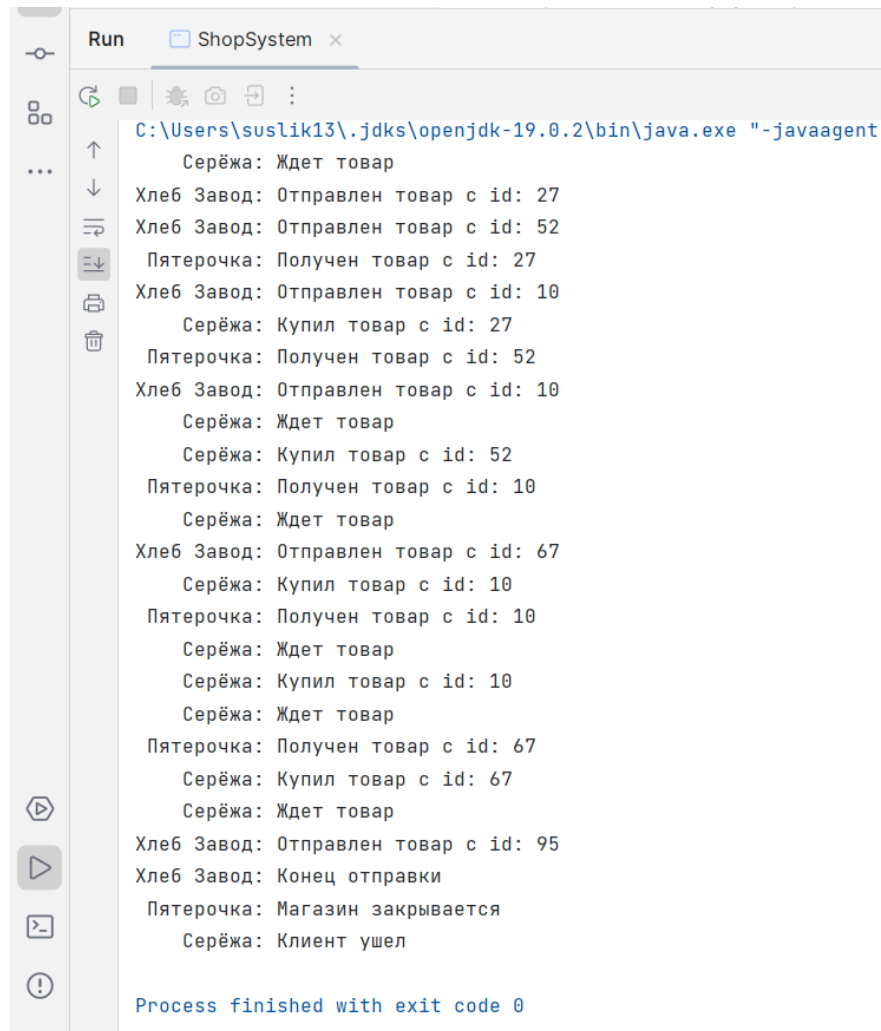 Run ShopSystem
C:\Users\suslik13\.jdks\openjdk-19.0.2\bin\java.exe "-javaagent
Серёжа: Ждет товар
Хлеб Завод: Отправлен товар с id: 27
Хлеб Завод: Отправлен товар с id: 52
Пятерочка: Получен товар с id: 27
Хлеб Завод: Отправлен товар с id: 10
Серёжа: Купил товар с id: 27
Пятерочка: Получен товар с id: 52
Хлеб Завод: Отправлен товар с id: 10
Серёжа: Ждет товар
Серёжа: Купил товар с id: 52
Пятерочка: Получен товар с id: 10
Серёжа: Ждет товар
Хлеб Завод: Отправлен товар с id: 67
Серёжа: Купил товар с id: 10
Пятерочка: Получен товар с id: 10
Серёжа: Ждет товар
Серёжа: Купил товар с id: 10
Серёжа: Ждет товар
Пятерочка: Получен товар с id: 67
Серёжа: Купил товар с id: 67
Серёжа: Ждет товар
Хлеб Завод: Отправлен товар с id: 95
Хлеб Завод: Конец отправки
Пятерочка: Магазин закрывается
Серёжа: Клиент ушел
Process finished with exit code 0